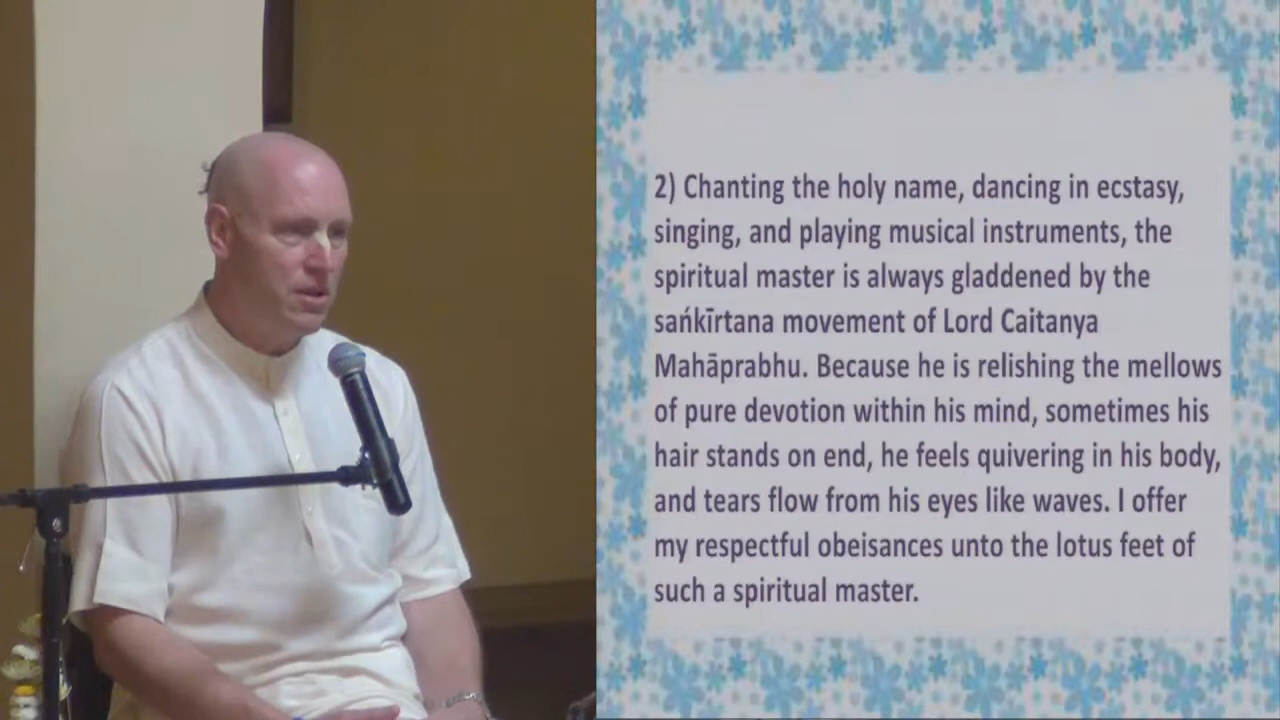 2) Chanting the holy name, dancing in ecstasy,
singing, and playing musical instruments, the
spiritual master is always gladdened by the
sańkīrtana movement of Lord Caitanya
Mahāprabhu. Because he is relishing the mellows
of pure devotion within his mind, sometimes his
hair stands on end, he feels quivering in his body,
and tears flow from his eyes like waves. I offer
my respectful obeisances unto the lotus feet of
such a spiritual master.